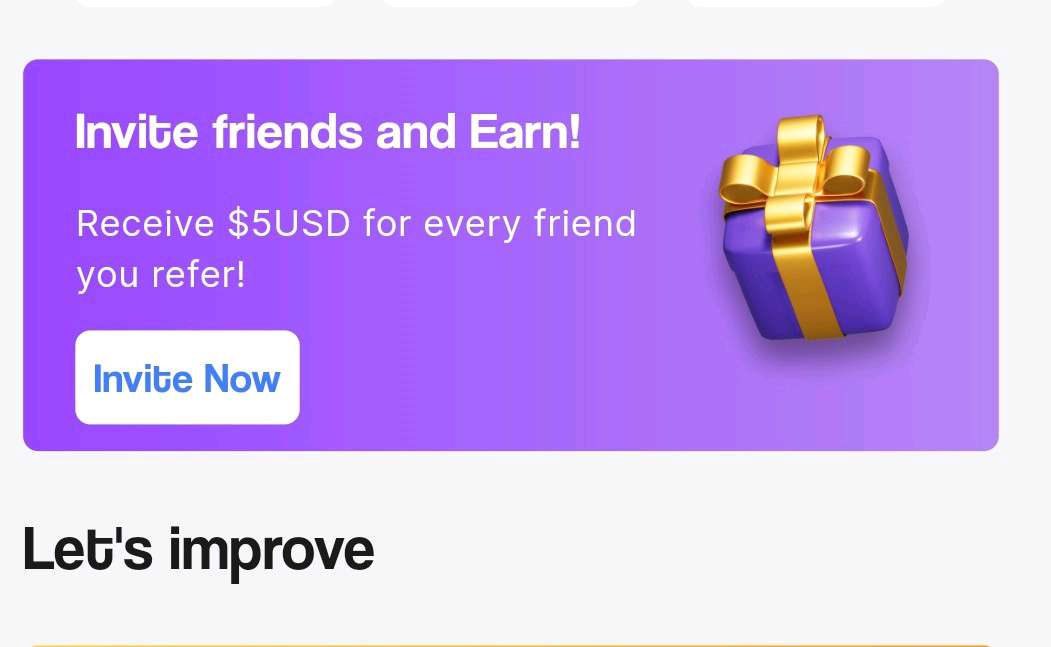 Invite friends and Earn!
Receive $5USD for every friend
you refer!
Invite Now
Let's improve